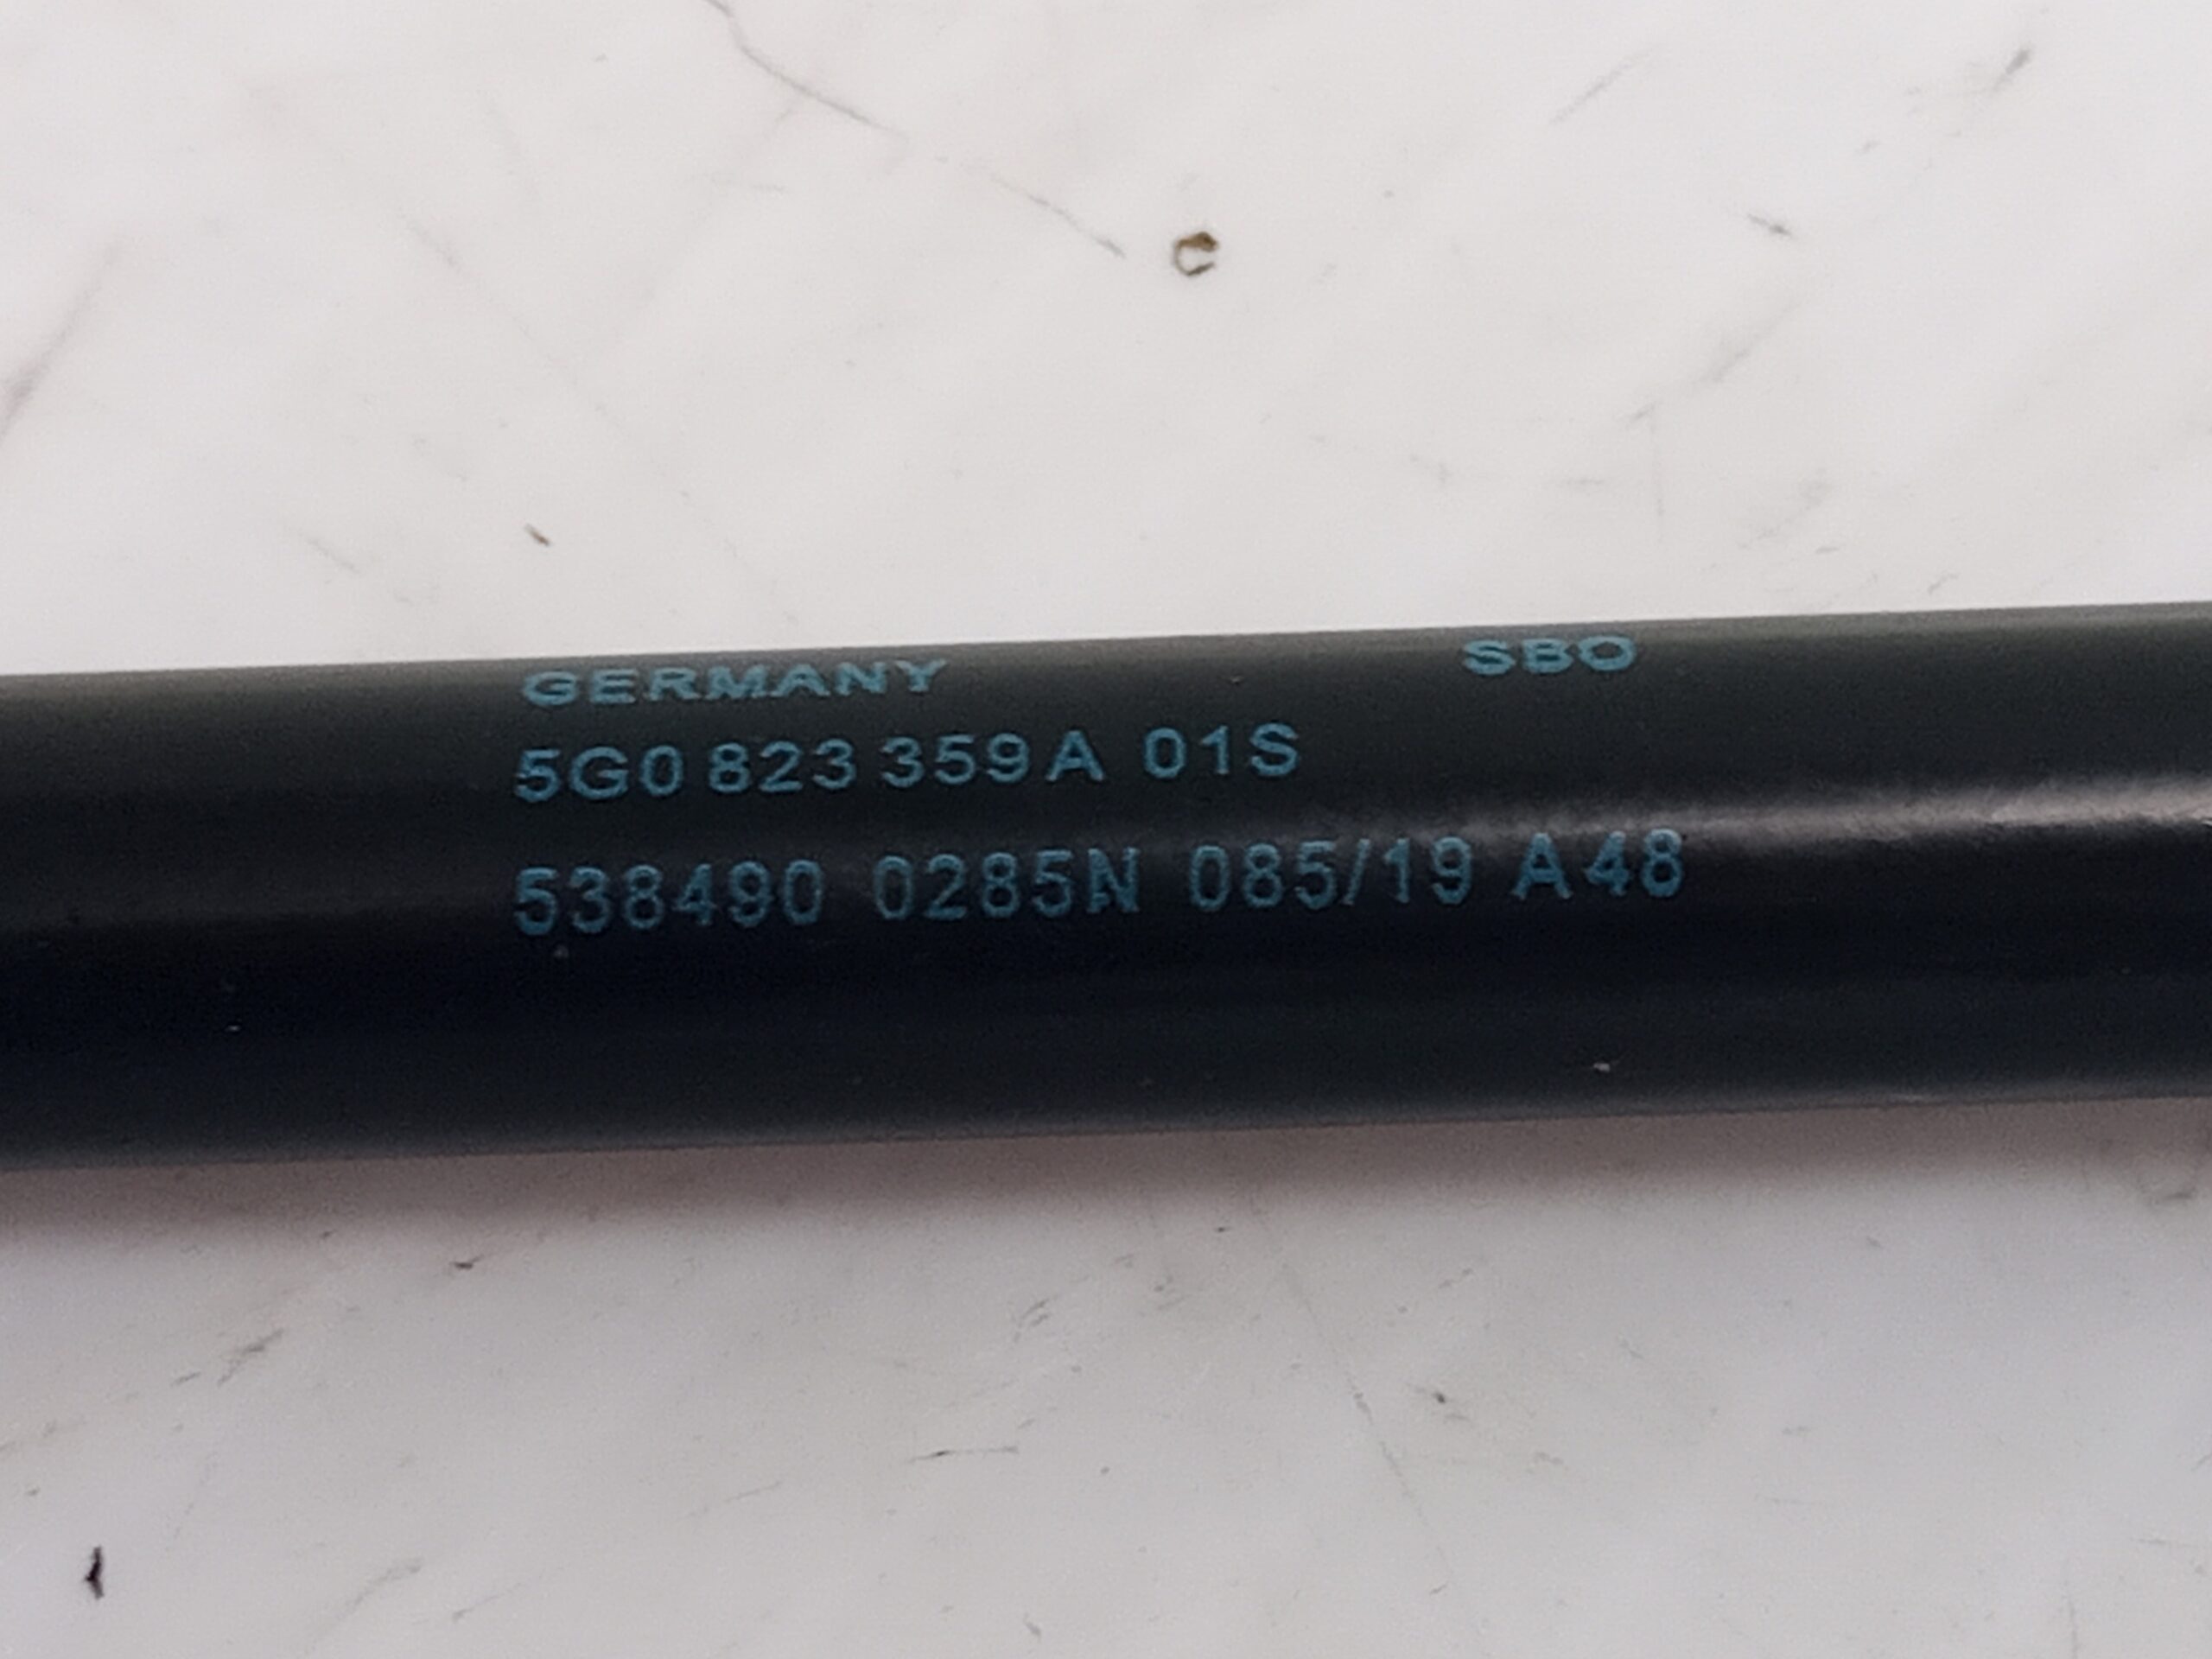 GERMANY SBO
5G0 823 359 A 01S
538490 0285N 085/19 A48